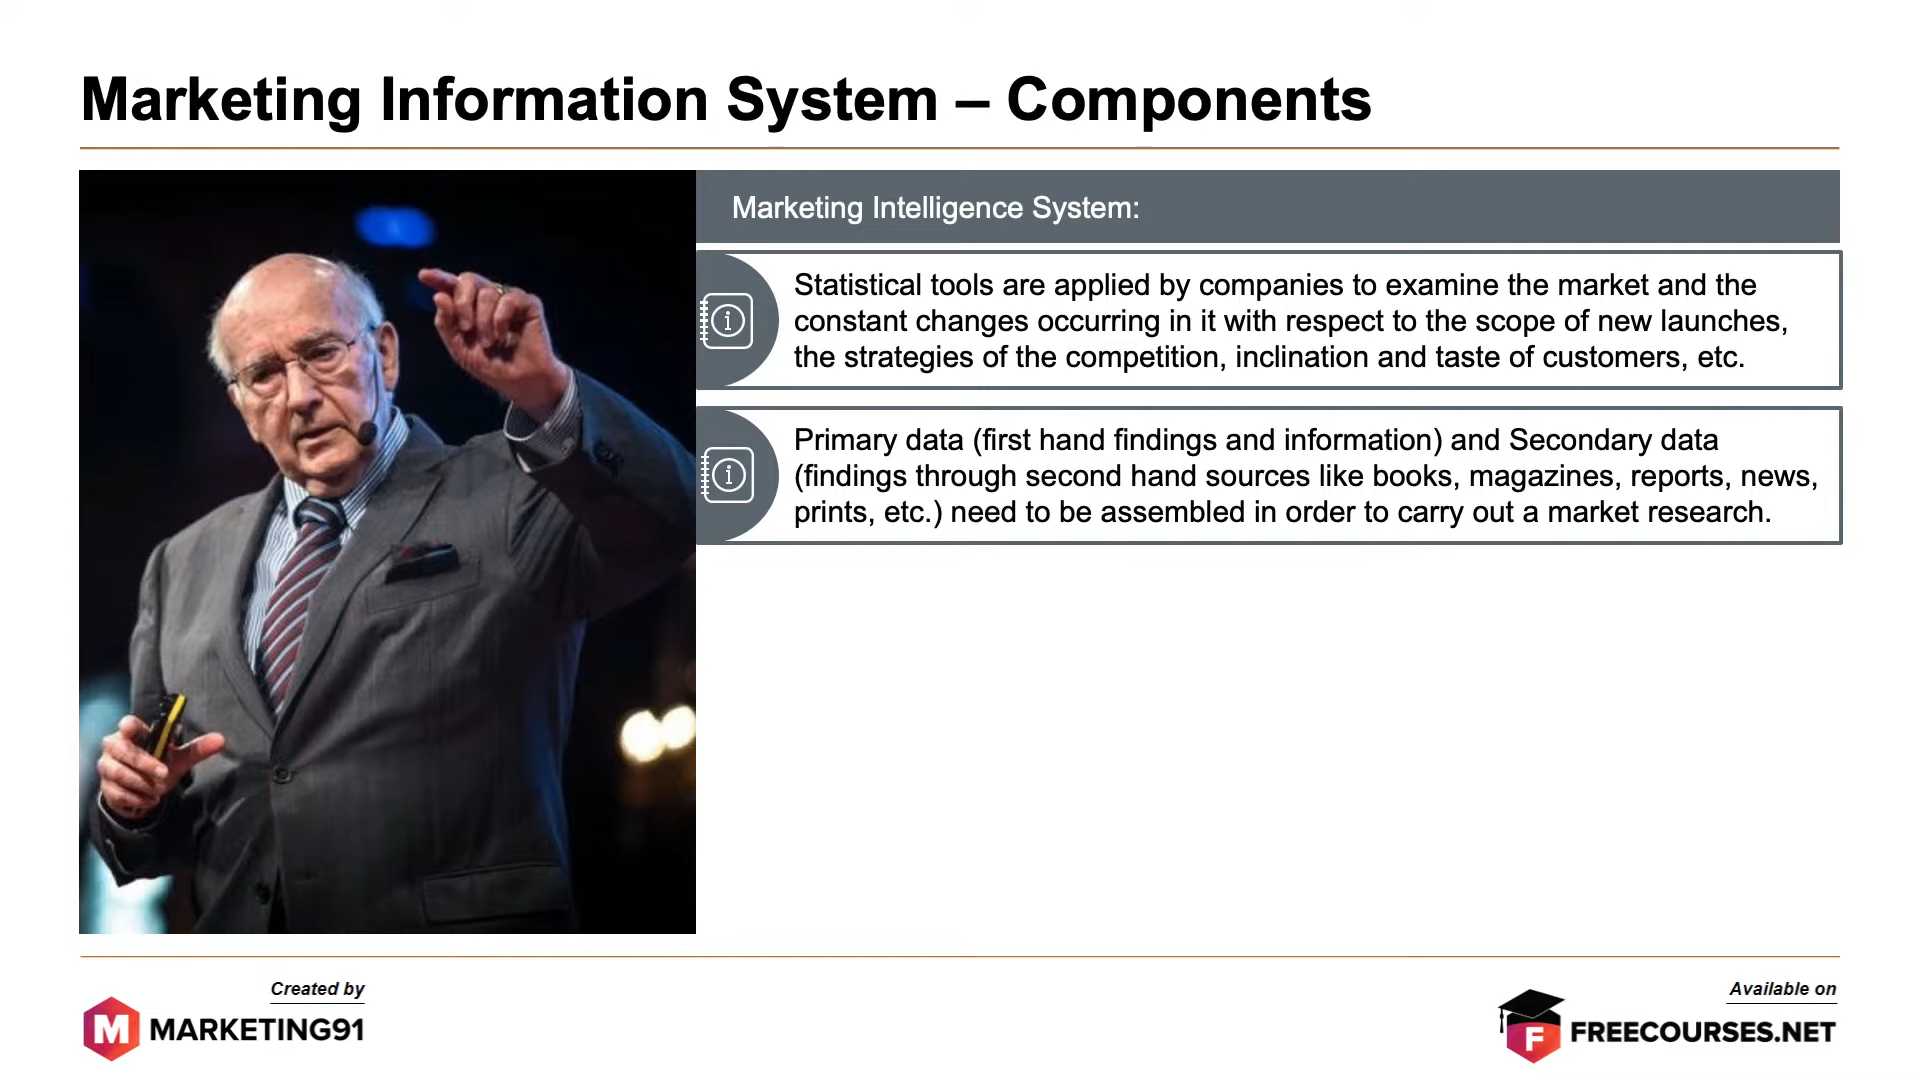 Marketing Information System – Components
Marketing Intelligence System:
Statistical tools are applied by companies to examine the market and the
constant changes occurring in it with respect to the scope of new launches,
the strategies of the competition, inclination and taste of customers, etc.
Primary data (first hand findings and information) and Secondary data
(findings through second hand sources like books, magazines, reports, news,
prints, etc.) need to be assembled in order to carry out a market research.
Created by
M MARKETING91
Available on
F FREECOURSES.NET